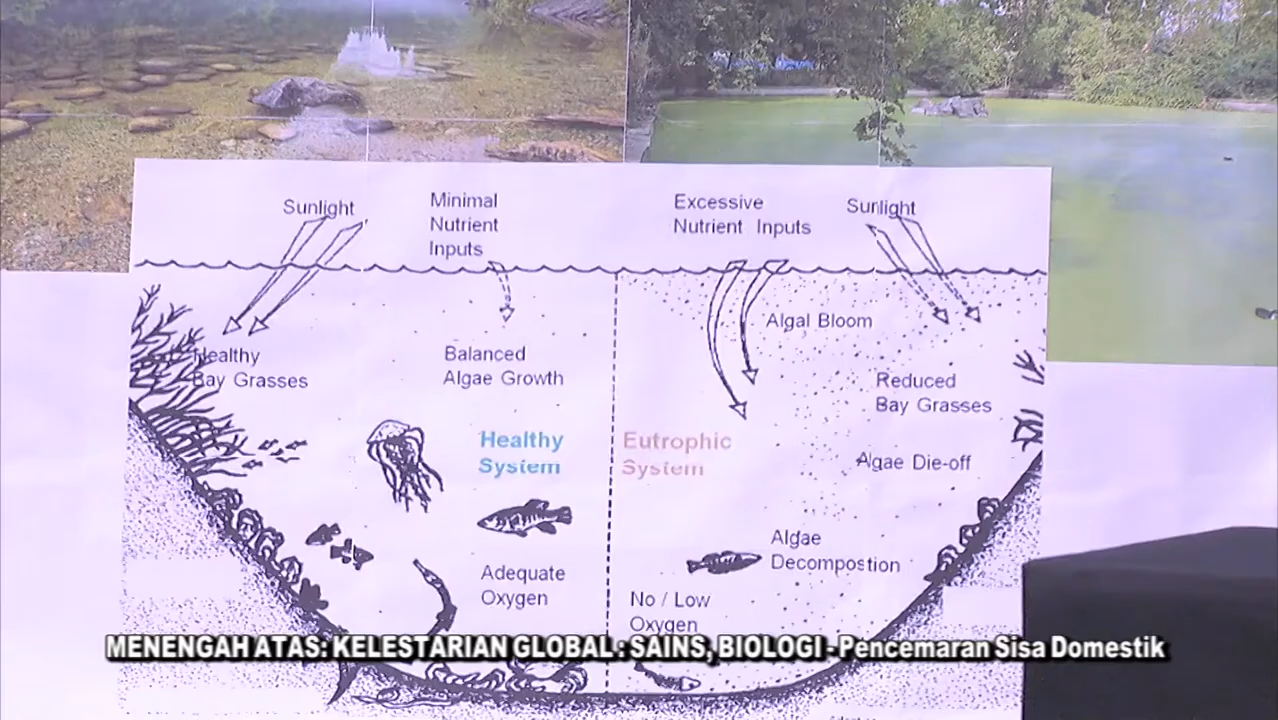 Sunlight
Minimal
Nutrient
Inputs
Excessive
Nutrient Inputs
Sunlight
Algal Bloom
Healthy
Bay Grasses
Balanced
Algae Growth
Reduced
Bay Grasses
Healthy
System
Eutrophic
System
Algae Die-off
Algae
Decompostion
Adequate
Oxygen
No / Low
Oxygen
MENENGAH ATAS: KELESTARIAN GLOBAL : SAINS, BIOLOGI - Pencemaran Sisa Domestik